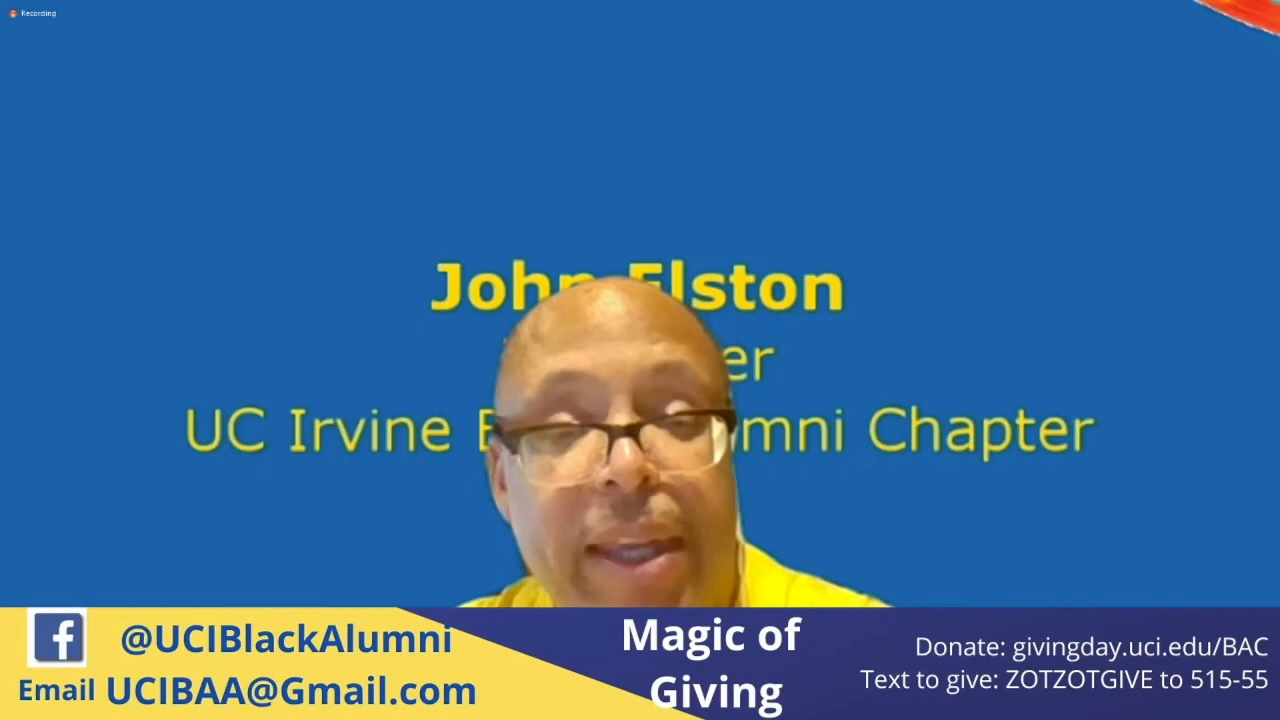 Recording
John Elston
er
UC Irvine B mni Chapter
@UCIBlackAlumni
Email UCIBAA@Gmail.com
Magic of
Giving
Donate: givingday.uci.edu/BAC
Text to give: ZOTZOTGIVE to 515-55